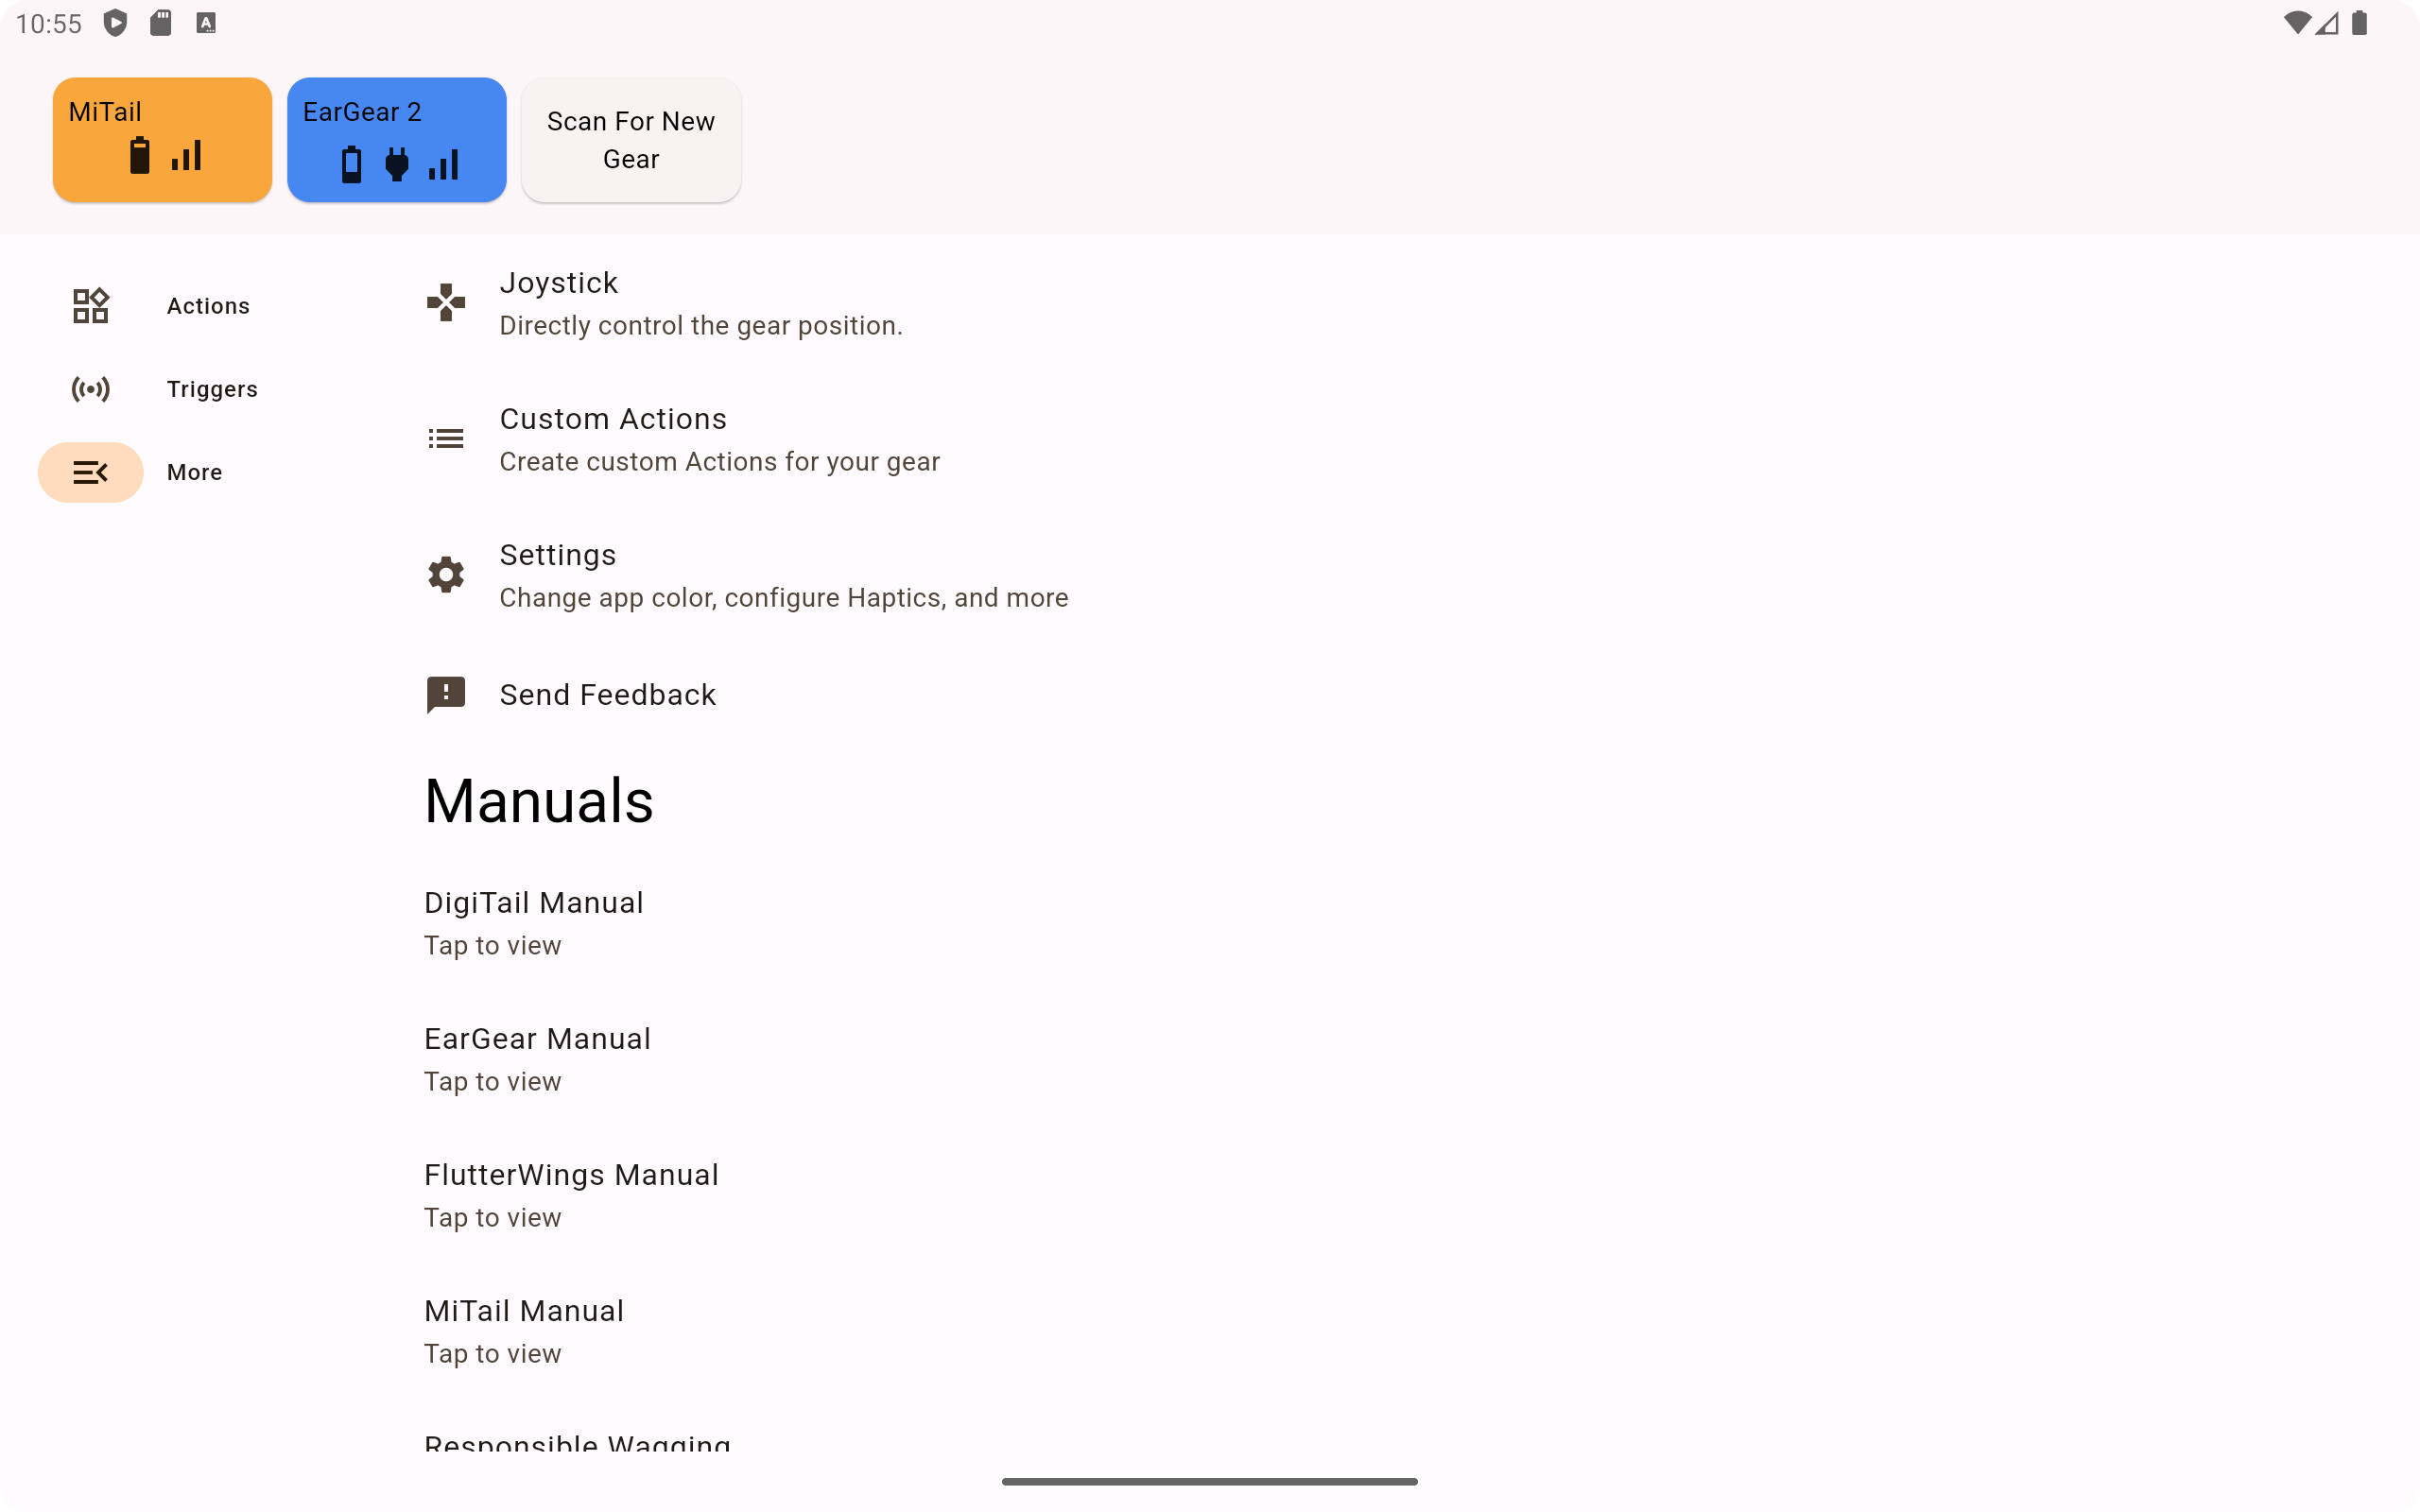 10:55
MiTail
EarGear 2
Scan For New
Gear
Actions
Triggers
More
Joystick
Directly control the gear position.
Custom Actions
Create custom Actions for your gear
Settings
Change app color, configure Haptics, and more
Send Feedback
Manuals
DigiTail Manual
Tap to view
EarGear Manual
Tap to view
FlutterWings Manual
Tap to view
MiTail Manual
Tap to view
Responsible Wagging